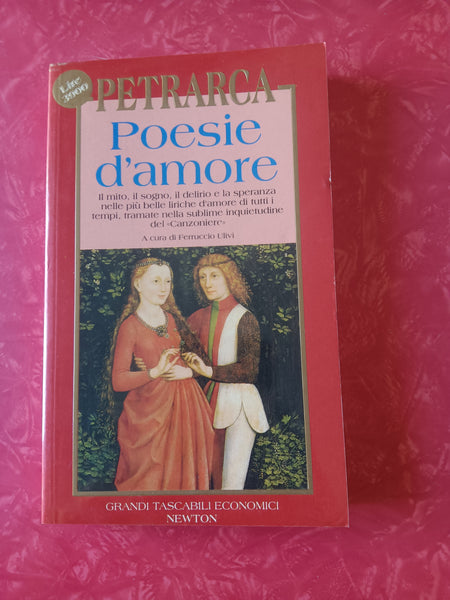 Lire
3900
PETRARCA
Poesie
d'amore
Il mito, il sogno, il delirio e la speranza
nelle più belle liriche d'amore di tutti i
tempi, tramate nella sublime inquietudine
del «Canzoniere»
A cura di Ferruccio Ulivi
GRANDI TASCABILI ECONOMICI
NEWTON